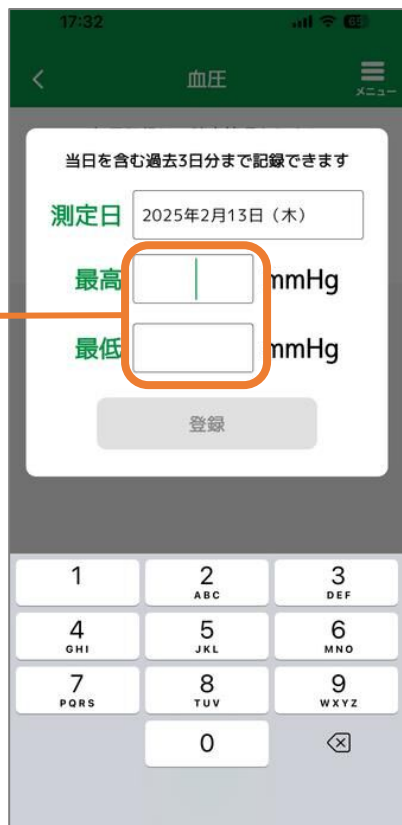 17:32
血圧
メニュー
当日を含む過去3日分まで記録できます
測定日 2025年2月13日（木）
最高 mmHg
最低 mmHg
登録
1 2 3
ABC DEF
4 5 6
GHI JKL MNO
7 8 9
PQRS TUV WXYZ
0